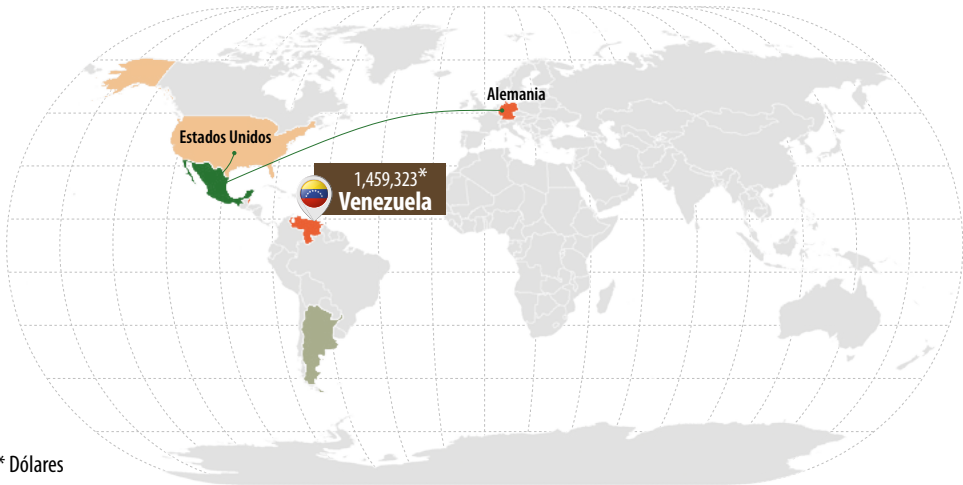 Alemania
Estados Unidos
1,459,323*
Venezuela
* Dólares